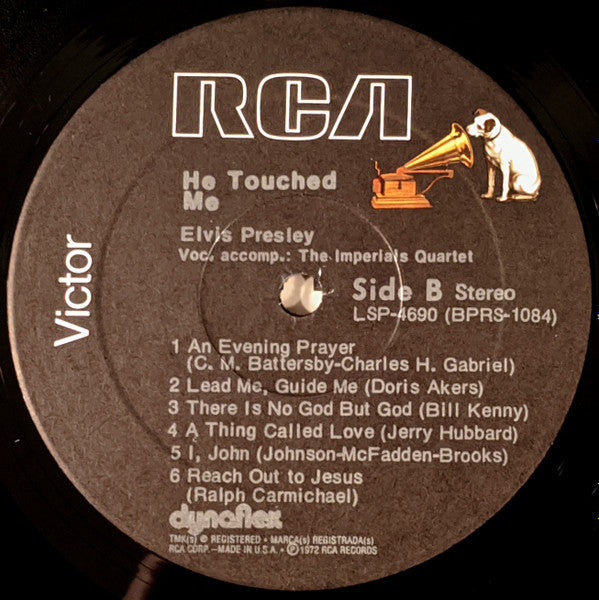 RCA
He Touched
Me
Elvis Presley
Voc. accomp.: The Imperials Quartet
Victor
Side B Stereo
LSP-4690 (BPRS-1084)
1 An Evening Prayer
(C. M. Battersby-Charles H. Gabriel)
2 Lead Me, Guide Me (Doris Akers)
3 There Is No God But God (Bill Kenny)
4 A Thing Called Love (Jerry Hubbard)
5 I, John (Johnson-McFadden-Brooks)
6 Reach Out to Jesus
(Ralph Carmichael)
dynaflex
TMK(s) ® REGISTERED • MARCA(s) REGISTRADA(s)
RCA CORP.–MADE IN U.S.A. • ℗1972 RCA RECORDS